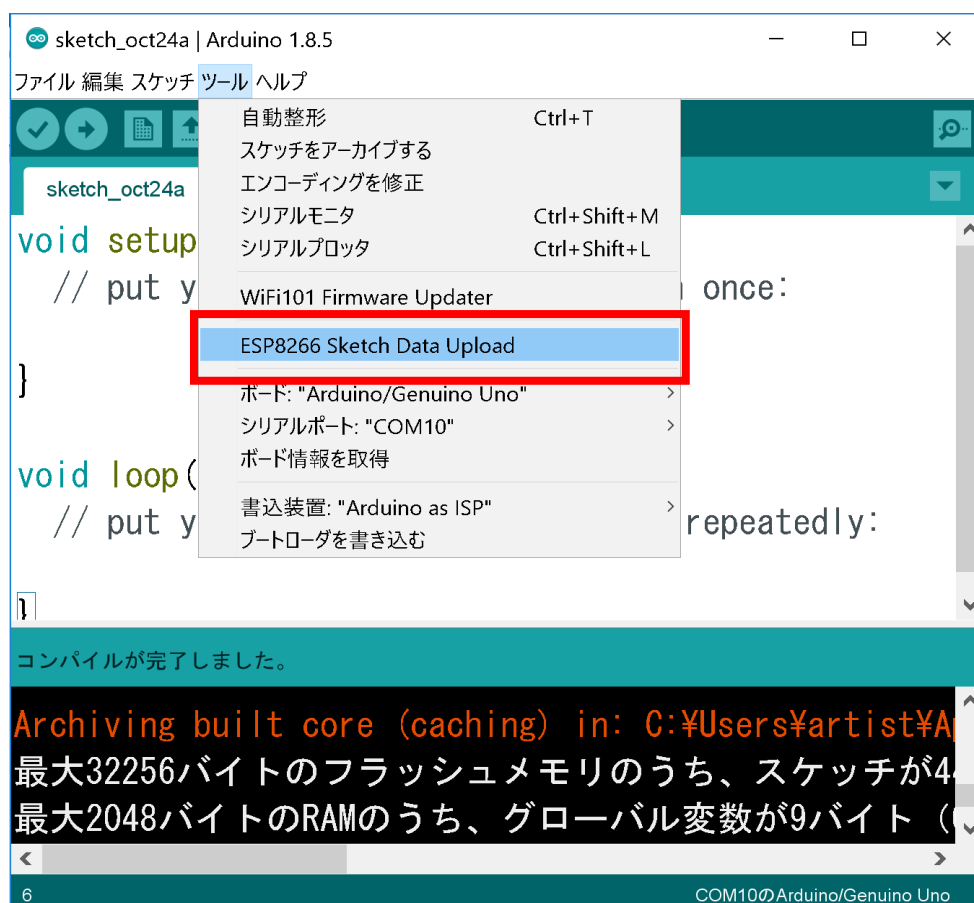 sketch_oct24a | Arduino 1.8.5
ファイル 編集 スケッチ ツール ヘルプ
自動整形 Ctrl+T
スケッチをアーカイブする
エンコーディングを修正
シリアルモニタ Ctrl+Shift+M
シリアルプロッタ Ctrl+Shift+L
WiFi101 Firmware Updater
ESP8266 Sketch Data Upload
ボード: "Arduino/Genuino Uno"
シリアルポート: "COM10"
ボード情報を取得
書込装置: "Arduino as ISP"
ブートローダを書き込む
sketch_oct24a
void setup
// put y once:
}
void loop(
// put y repeatedly:
}
コンパイルが完了しました。
Archiving built core (caching) in: C:¥Users¥artist¥A
最大32256バイトのフラッシュメモリのうち、スケッチが44
最大2048バイトのRAMのうち、グローバル変数が9バイト (
6 COM10のArduino/Genuino Uno